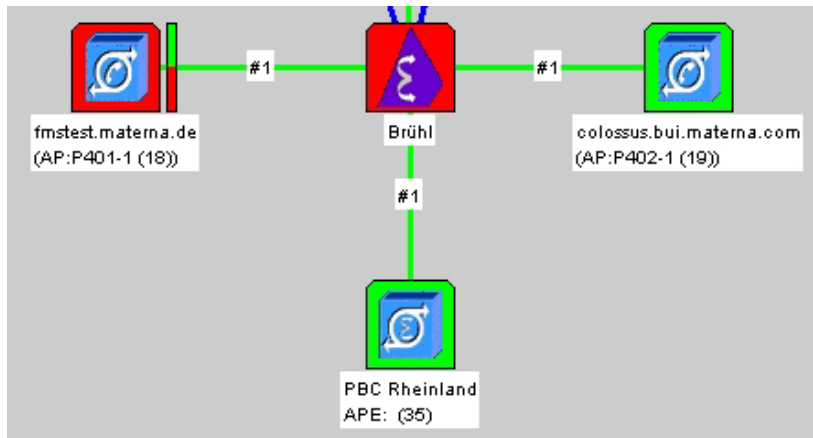 #1
#1
fmstest.materna.de
(AP:P401-1 (18))
Brühl
colossus.bui.materna.com
(AP:P402-1 (19))
#1
PBC Rheinland
APE: (35)